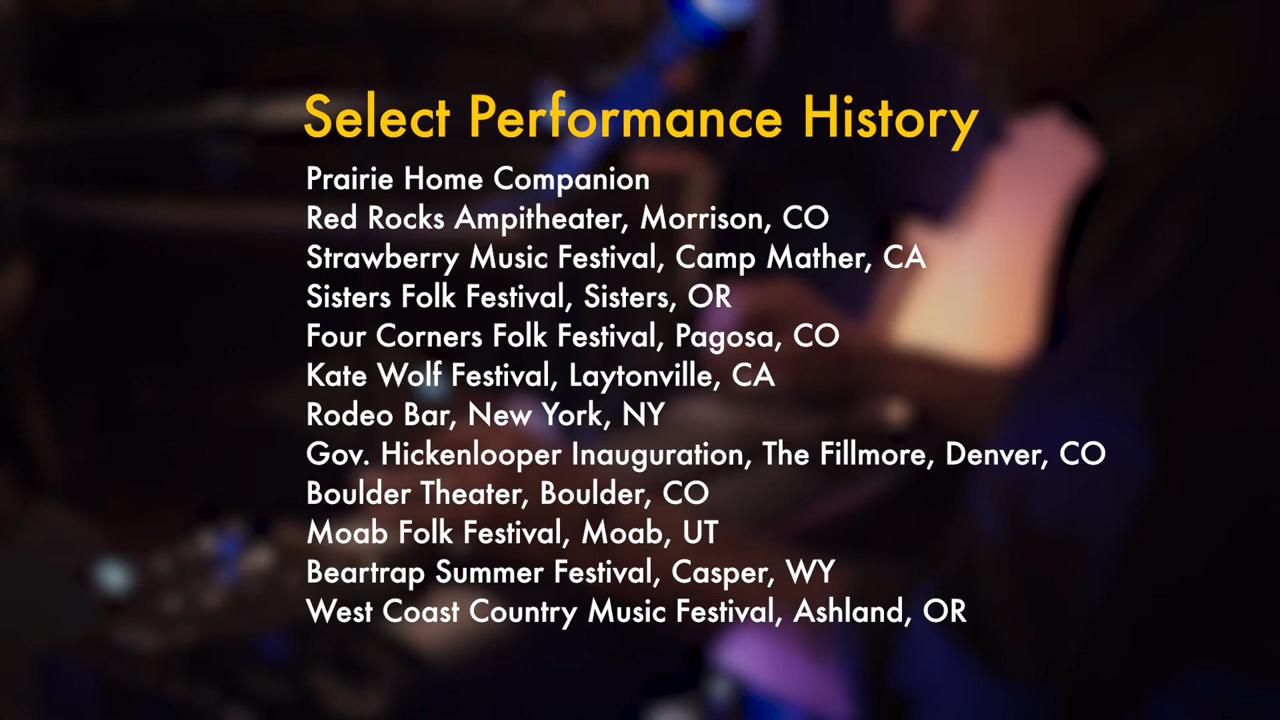 Select Performance History
Prairie Home Companion
Red Rocks Ampitheater, Morrison, CO
Strawberry Music Festival, Camp Mather, CA
Sisters Folk Festival, Sisters, OR
Four Corners Folk Festival, Pagosa, CO
Kate Wolf Festival, Laytonville, CA
Rodeo Bar, New York, NY
Gov. Hickenlooper Inauguration, The Fillmore, Denver, CO
Boulder Theater, Boulder, CO
Moab Folk Festival, Moab, UT
Beartrap Summer Festival, Casper, WY
West Coast Country Music Festival, Ashland, OR